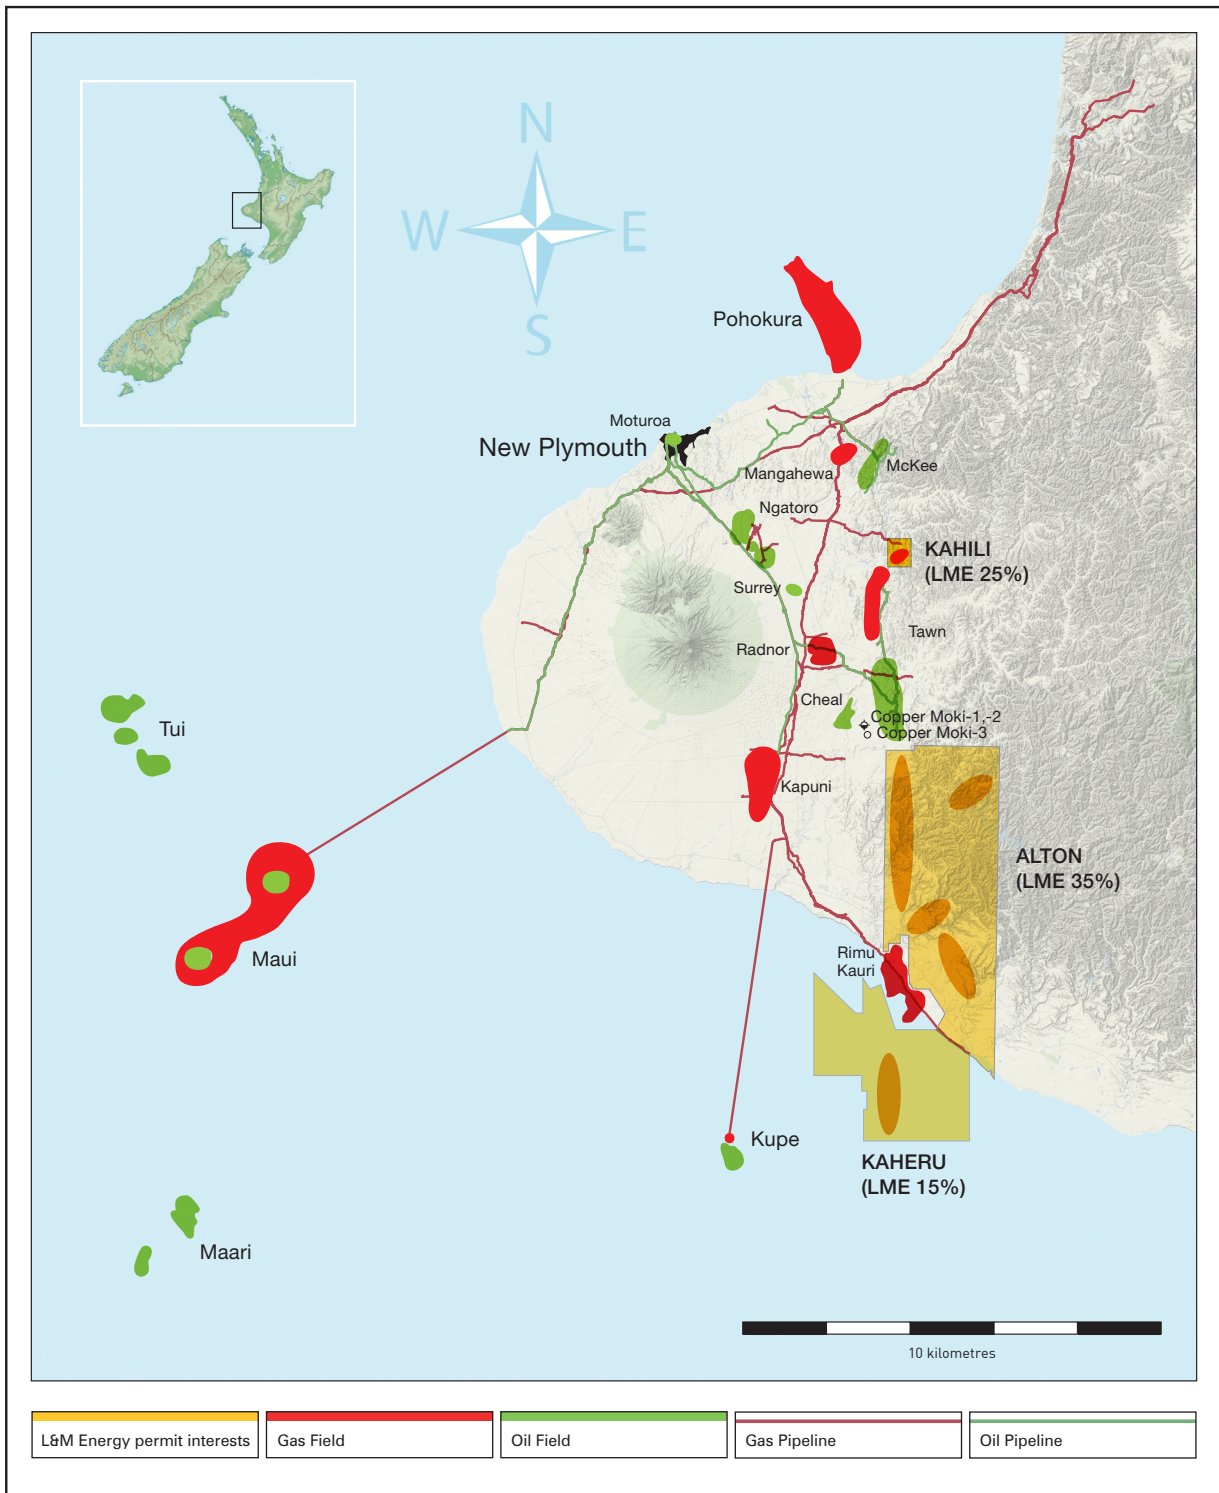 N
W
E
S
Pohokura
Moturoa
New Plymouth
Mangahewa
McKee
Ngatoro
KAHILI
(LME 25%)
Surrey
Tawn
Radnor
Cheal
Copper Moki-1,-2
Copper Moki-3
Tui
Kapuni
ALTON
(LME 35%)
Rimu
Kauri
Maui
Kupe
KAHERU
(LME 15%)
Maari
10 kilometres
L&M Energy permit interests
Gas Field
Oil Field
Gas Pipeline
Oil Pipeline